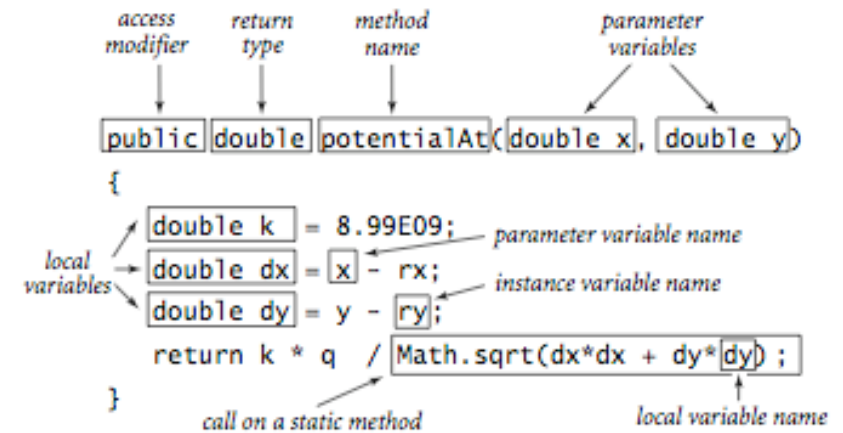 access return method parameter
modifier type name variables
public double potentialAt(double x, double y)
{
double k = 8.99E09;
parameter variable name
local
variables
double dx = x - rx;
instance variable name
double dy = y - ry;
return k * q / Math.sqrt(dx*dx + dy*dy) ;
}
call on a static method
local variable name